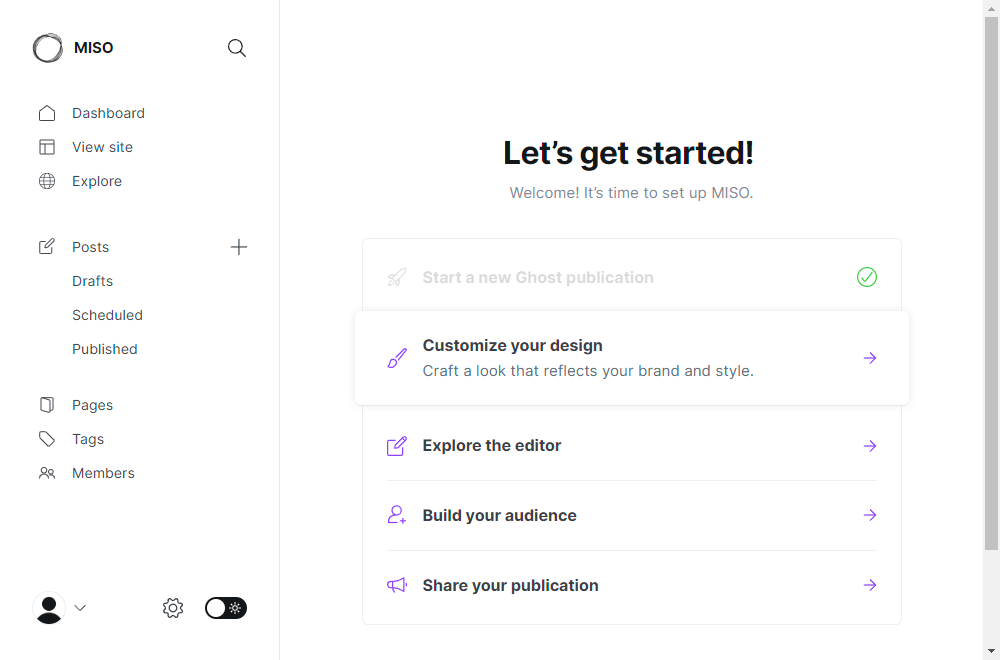 MISO
Dashboard
View site
Explore
Posts
Drafts
Scheduled
Published
Pages
Tags
Members
Let’s get started!
Welcome! It’s time to set up MISO.
Start a new Ghost publication
Customize your design
Craft a look that reflects your brand and style.
Explore the editor
Build your audience
Share your publication